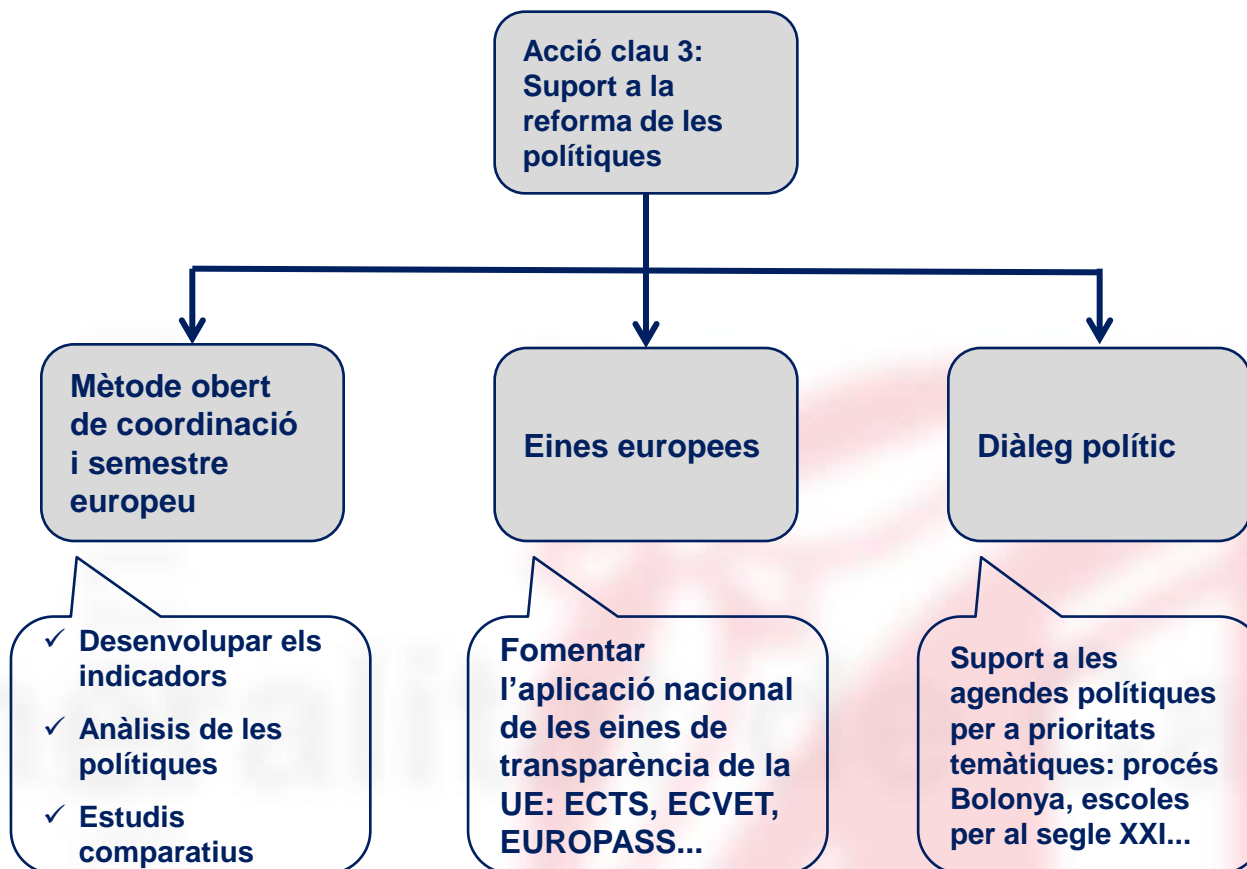 Acció clau 3:
Suport a la
reforma de les
polítiques
Mètode obert
de coordinació
i semestre
europeu
Eines europees
Diàleg polític
✓ Desenvolupar els
indicadors
✓ Anàlisis de les
polítiques
✓ Estudis
comparatius
Fomentar
l’aplicació nacional
de les eines de
transparència de la
UE: ECTS, ECVET,
EUROPASS...
Suport a les
agendes polítiques
per a prioritats
temàtiques: procés
Bolonya, escoles
per al segle XXI...